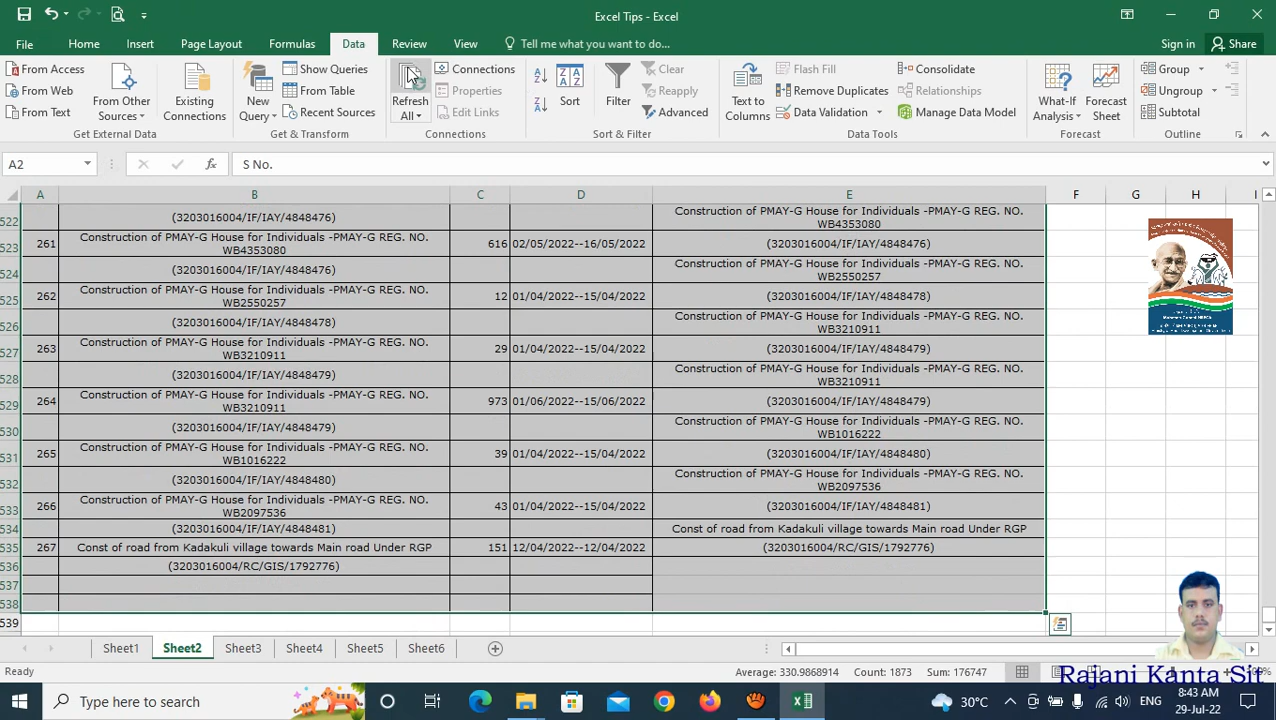 Excel Tips - Excel
File Home Insert Page Layout Formulas Data Review View Tell me what you want to do... Sign in Share
From Access
From Web
From Text
From Other Sources
Existing Connections
Get External Data
New Query
Show Queries
From Table
Recent Sources
Get & Transform
Refresh All
Connections
Properties
Edit Links
Connections
Sort
Filter
Clear
Reapply
Advanced
Sort & Filter
Text to Columns
Flash Fill
Remove Duplicates
Data Validation
Consolidate
Relationships
Manage Data Model
Data Tools
What-If Analysis
Forecast Sheet
Forecast
Group
Ungroup
Subtotal
Outline
A2 fx S No.
A B C D E F G H I
522 (3203016004/IF/IAY/4848476) Construction of PMAY-G House for Individuals -PMAY-G REG. NO. WB4353080
523 261 Construction of PMAY-G House for Individuals -PMAY-G REG. NO. WB4353080 616 02/05/2022--16/05/2022 (3203016004/IF/IAY/4848476)
524 (3203016004/IF/IAY/4848476) Construction of PMAY-G House for Individuals -PMAY-G REG. NO. WB2550257
525 262 Construction of PMAY-G House for Individuals -PMAY-G REG. NO. WB2550257 12 01/04/2022--15/04/2022 (3203016004/IF/IAY/4848478)
526 (3203016004/IF/IAY/4848478) Construction of PMAY-G House for Individuals -PMAY-G REG. NO. WB3210911
527 263 Construction of PMAY-G House for Individuals -PMAY-G REG. NO. WB3210911 29 01/04/2022--15/04/2022 (3203016004/IF/IAY/4848479)
528 (3203016004/IF/IAY/4848479) Construction of PMAY-G House for Individuals -PMAY-G REG. NO. WB3210911
529 264 Construction of PMAY-G House for Individuals -PMAY-G REG. NO. WB3210911 973 01/06/2022--15/06/2022 (3203016004/IF/IAY/4848479)
530 (3203016004/IF/IAY/4848479) Construction of PMAY-G House for Individuals -PMAY-G REG. NO. WB1016222
531 265 Construction of PMAY-G House for Individuals -PMAY-G REG. NO. WB1016222 39 01/04/2022--15/04/2022 (3203016004/IF/IAY/4848480)
532 (3203016004/IF/IAY/4848480) Construction of PMAY-G House for Individuals -PMAY-G REG. NO. WB2097536
533 266 Construction of PMAY-G House for Individuals -PMAY-G REG. NO. WB2097536 43 01/04/2022--15/04/2022 (3203016004/IF/IAY/4848481)
534 (3203016004/IF/IAY/4848481) Const of road from Kadakuli village towards Main road Under RGP
535 267 Const of road from Kadakuli village towards Main road Under RGP 151 12/04/2022--12/04/2022 (3203016004/RC/GIS/1792776)
536 (3203016004/RC/GIS/1792776)
537
538
539
Sheet1 Sheet2 Sheet3 Sheet4 Sheet5 Sheet6
Ready Average: 330.9868914 Count: 1873 Sum: 176747
Rajani Kanta Sit
Type here to search 30°C ENG 8:43 AM
29-Jul-22